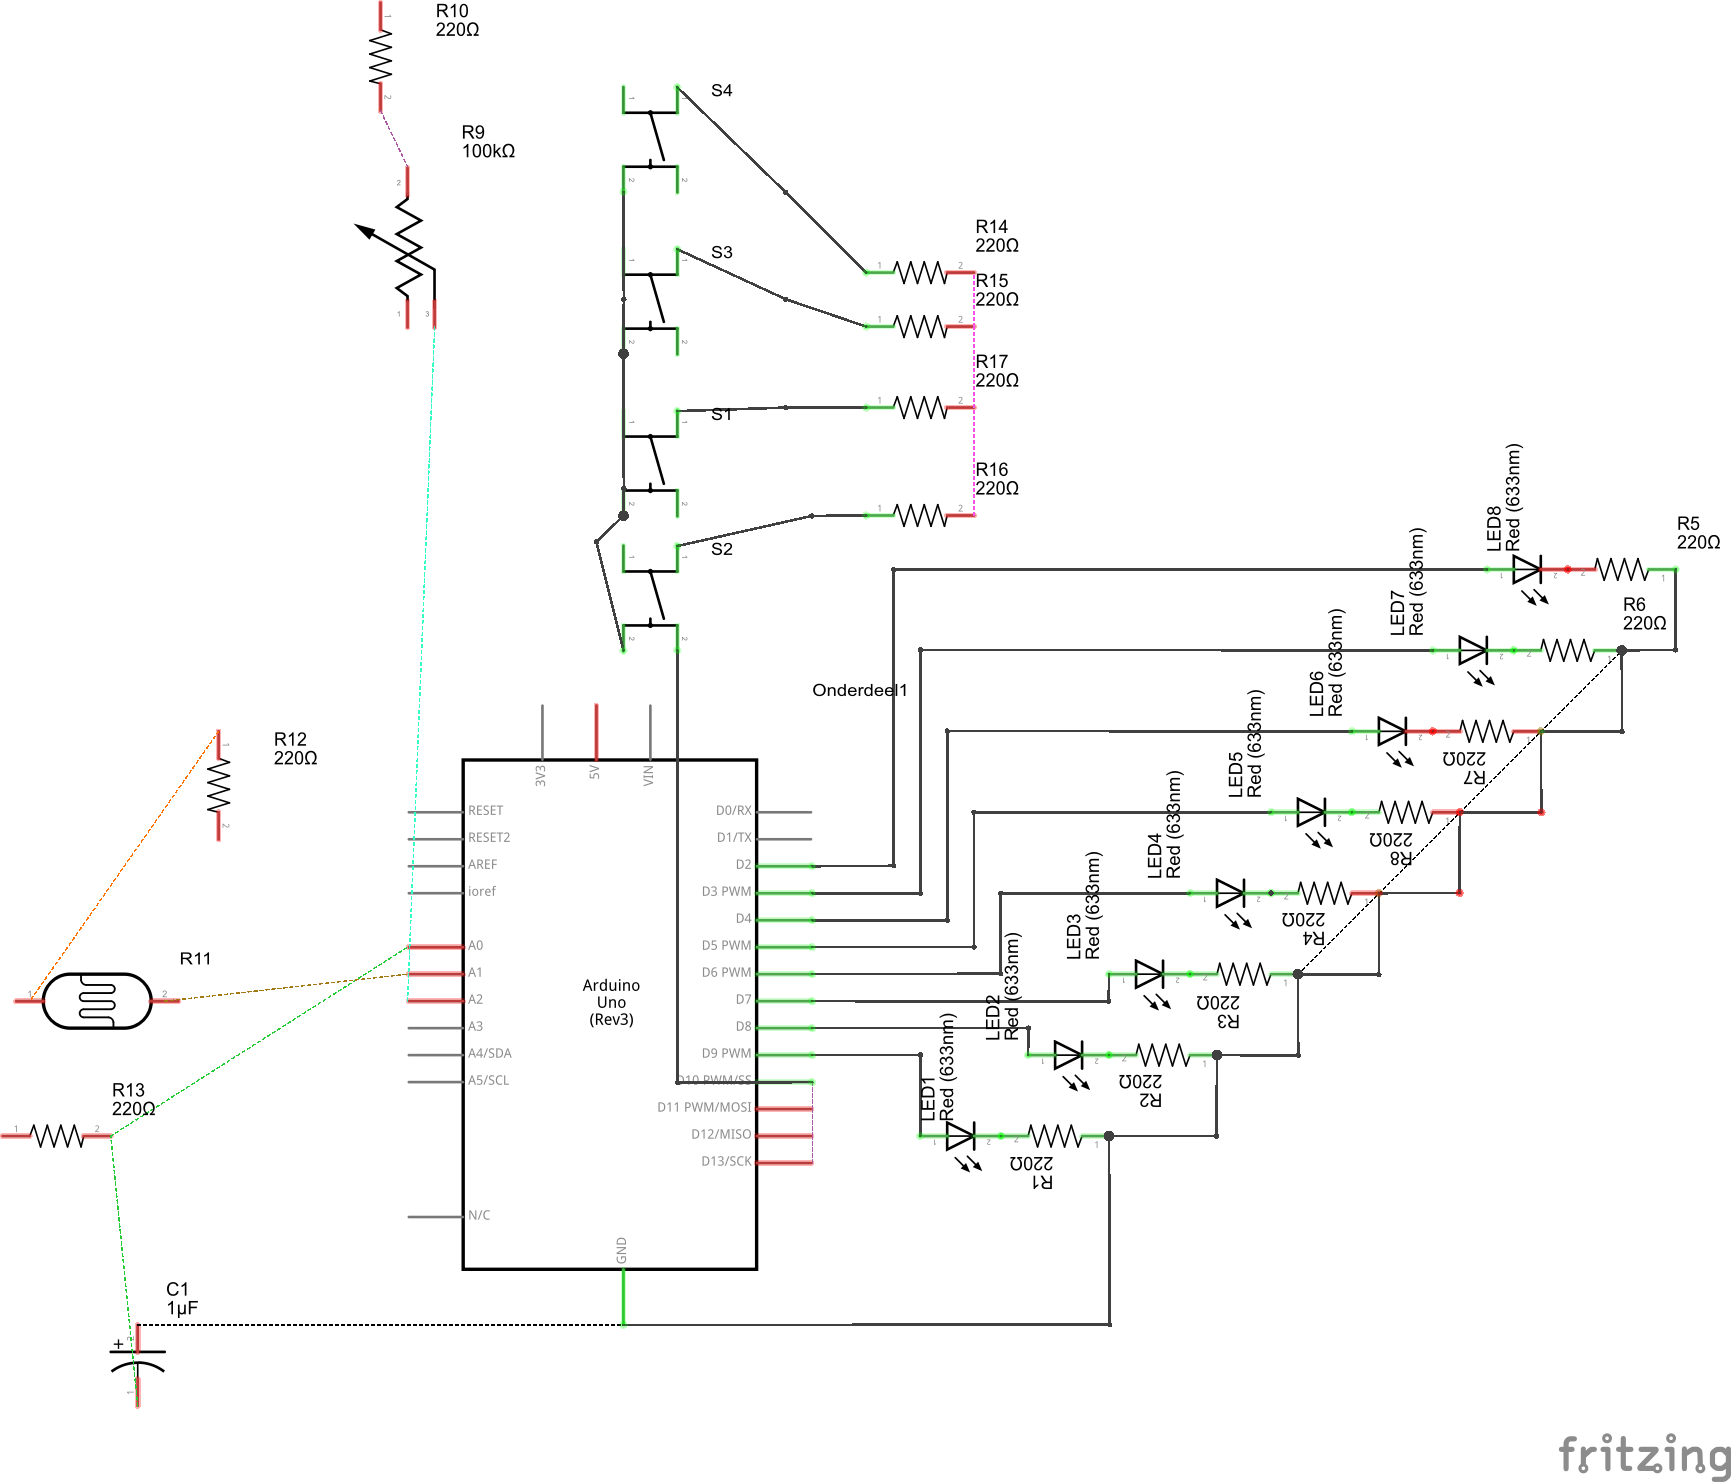 R10
220Ω
R9
100kΩ
S4
S3
S1
S2
R14
220Ω
R15
220Ω
R17
220Ω
R16
220Ω
LED8
Red (633nm)
R5
220Ω
LED7
Red (633nm)
R6
220Ω
LED6
Red (633nm)
R7
220Ω
LED5
Red (633nm)
R8
220Ω
LED4
Red (633nm)
R4
220Ω
LED3
Red (633nm)
R3
220Ω
LED2
Red (633nm)
R2
220Ω
LED1
Red (633nm)
R1
220Ω
Onderdeel1
3V3
5V
VIN
RESET
RESET2
AREF
ioref
A0
A1
A2
A3
A4/SDA
A5/SCL
N/C
D0/RX
D1/TX
D2
D3 PWM
D4
D5 PWM
D6 PWM
D7
D8
D9 PWM
D10 PWM/SS
D11 PWM/MOSI
D12/MISO
D13/SCK
GND
Arduino
Uno
(Rev3)
R12
220Ω
R11
R13
220Ω
C1
1µF
+
fritzing